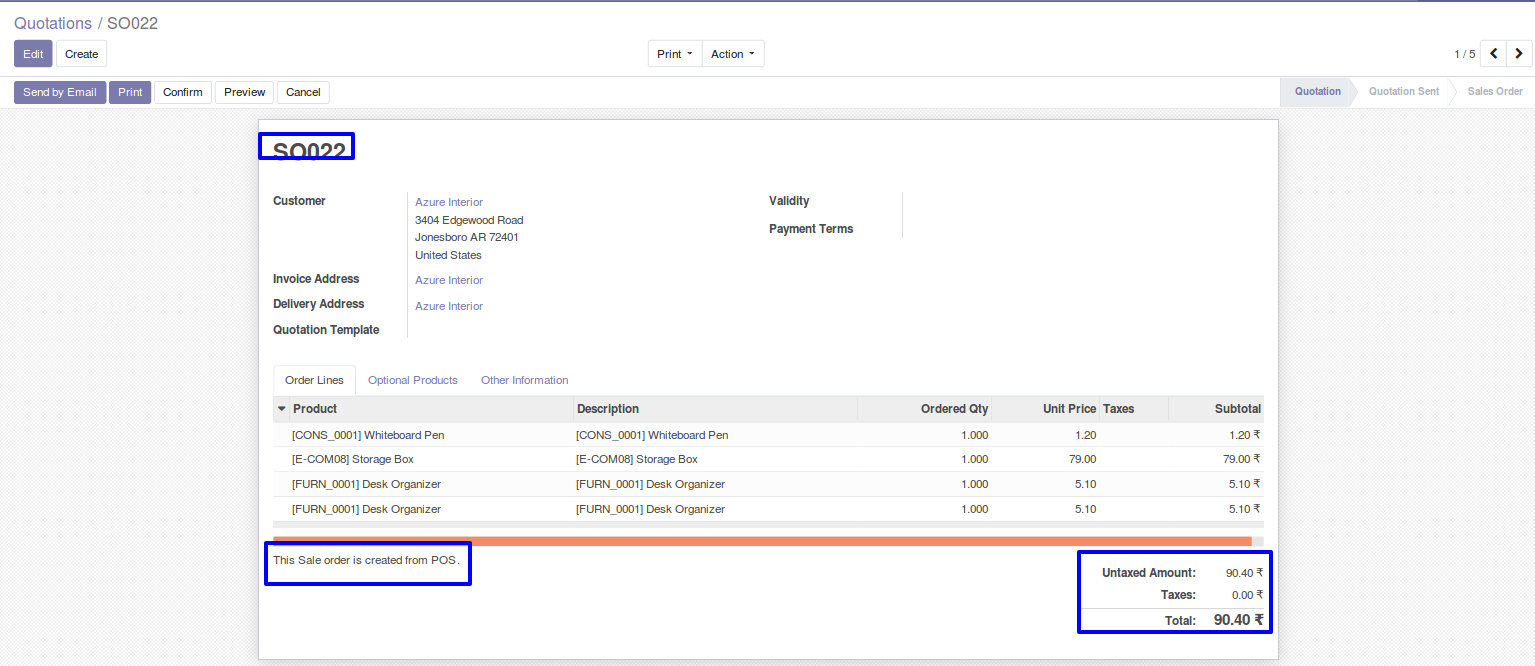 Quotations / SO022
Edit Create Print Action 1 / 5
Send by Email Print Confirm Preview Cancel Quotation Quotation Sent Sales Order
SO022
Customer Azure Interior Validity
3404 Edgewood Road
Payment Terms
Jonesboro AR 72401
United States
Invoice Address Azure Interior
Delivery Address Azure Interior
Quotation Template
Order Lines Optional Products Other Information
Product Description Ordered Qty Unit Price Taxes Subtotal
[CONS_0001] Whiteboard Pen [CONS_0001] Whiteboard Pen 1.000 1.20 1.20 ₹
[E-COM08] Storage Box [E-COM08] Storage Box 1.000 79.00 79.00 ₹
[FURN_0001] Desk Organizer [FURN_0001] Desk Organizer 1.000 5.10 5.10 ₹
[FURN_0001] Desk Organizer [FURN_0001] Desk Organizer 1.000 5.10 5.10 ₹
This Sale order is created from POS.
Untaxed Amount: 90.40 ₹
Taxes: 0.00 ₹
Total: 90.40 ₹